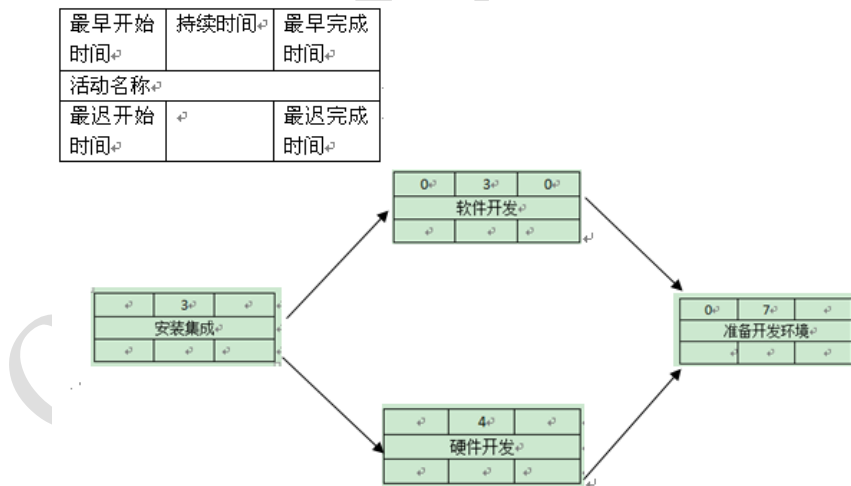 最早开始时间 持续时间 最早完成时间
活动名称
最迟开始时间 最迟完成时间
0 3 0
软件开发
3
安装集成
0 7
准备开发环境
4
硬件开发